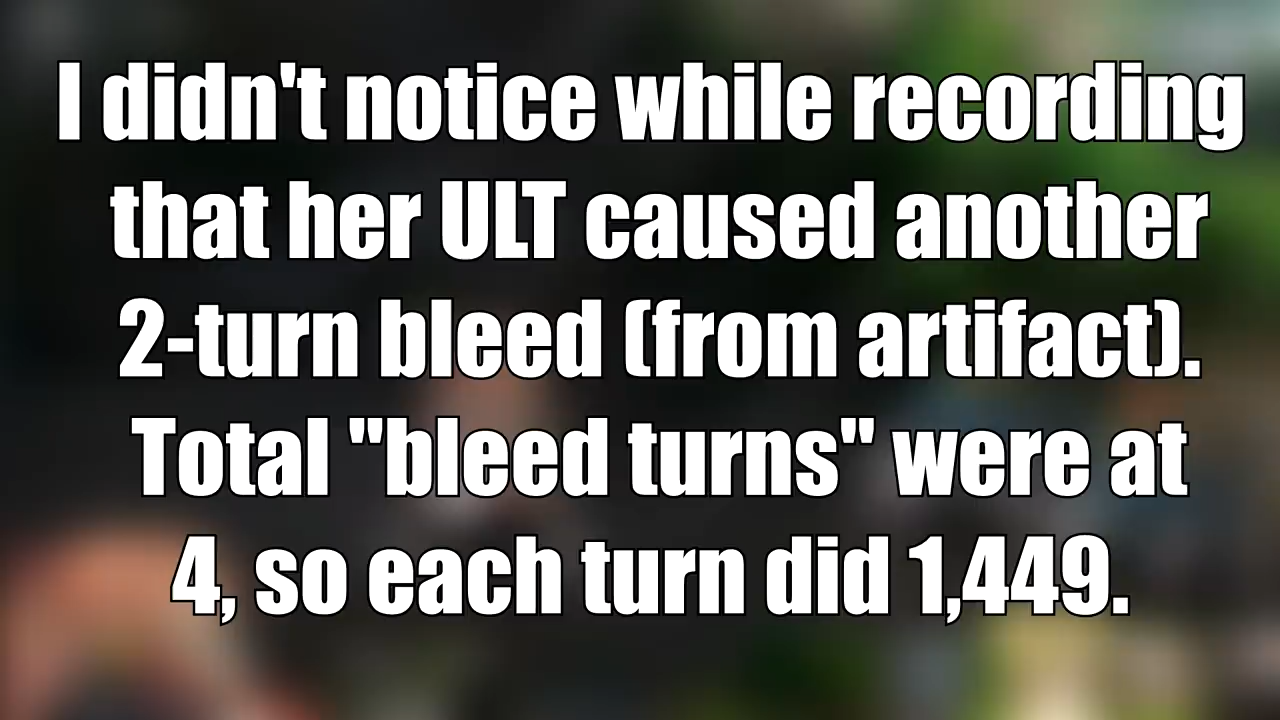 I didn't notice while recording
that her ULT caused another
2-turn bleed (from artifact).
Total "bleed turns" were at
4, so each turn did 1,449.